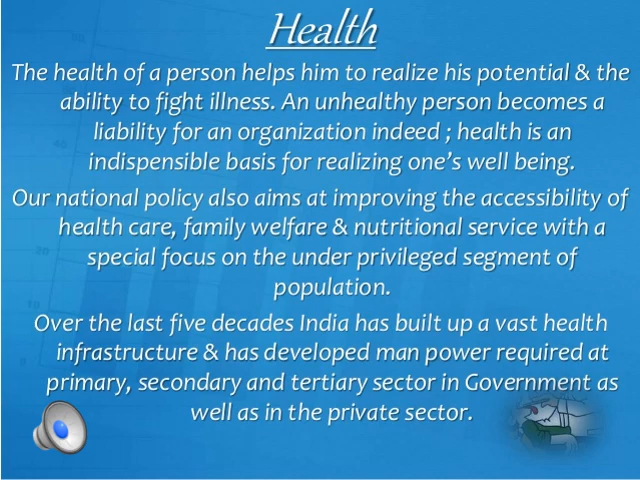 Health
The health of a person helps him to realize his potential & the
ability to fight illness. An unhealthy person becomes a
liability for an organization indeed ; health is an
indispensible basis for realizing one's well being.
Our national policy also aims at improving the accessibility of
health care, family welfare & nutritional service with a
special focus on the under privileged segment of
population.
Over the last five decades India has built up a vast health
infrastructure & has developed man power required at
primary, secondary and tertiary sector in Government as
well as in the private sector.